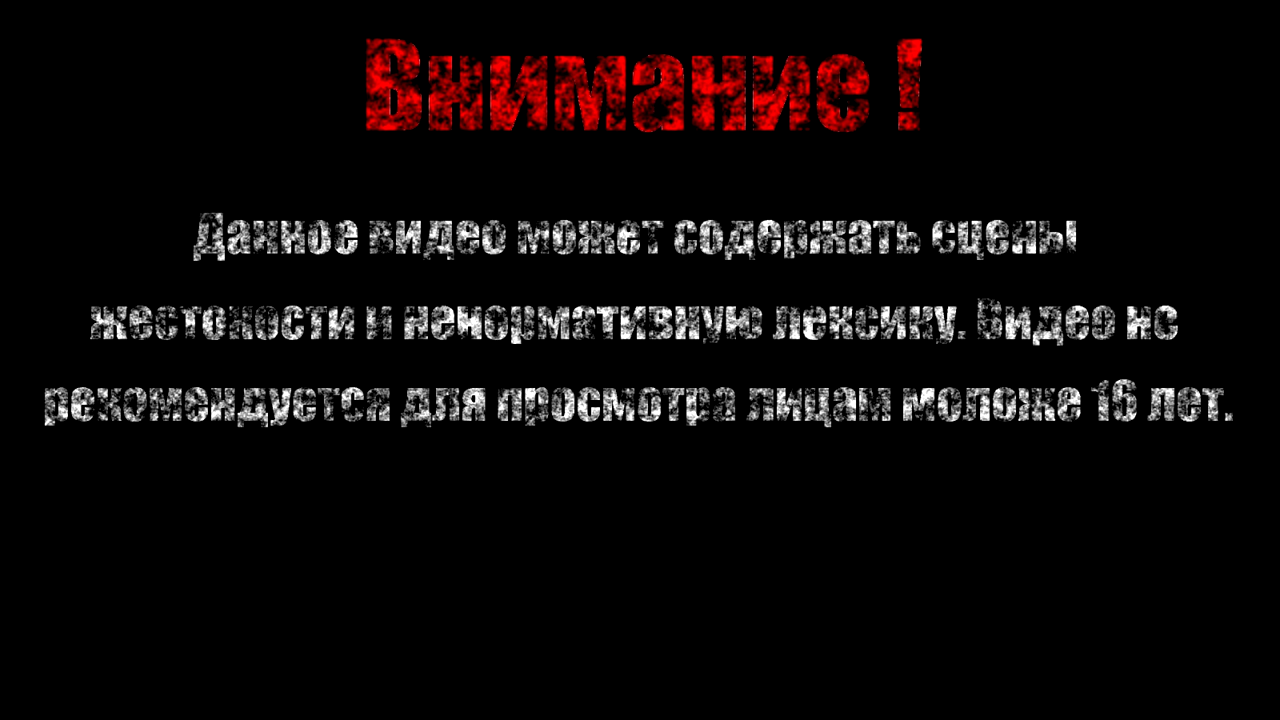 Внимание !
Данное видео может содержать сцены
жестокости и ненормативную лексику. Видео не
рекомендуется для просмотра лицам моложе 16 лет.